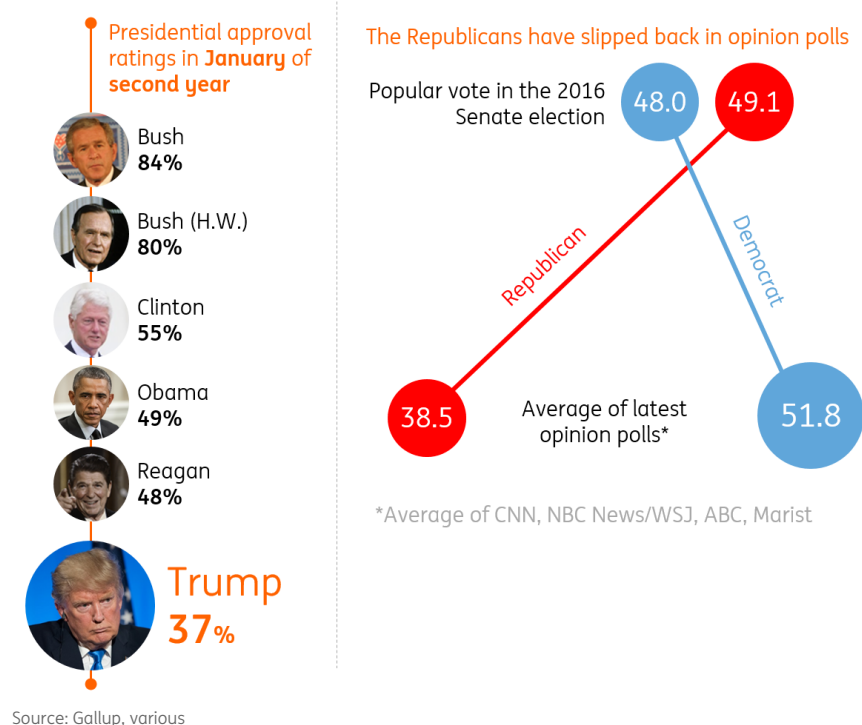 Presidential approval
ratings in January of
second year
Bush
84%
Bush (H.W.)
80%
Clinton
55%
Obama
49%
Reagan
48%
Trump
37%
Source: Gallup, various
The Republicans have slipped back in opinion polls
Popular vote in the 2016
Senate election
48.0
49.1
Republican
Democrat
38.5
Average of latest
opinion polls*
51.8
*Average of CNN, NBC News/WSJ, ABC, Marist